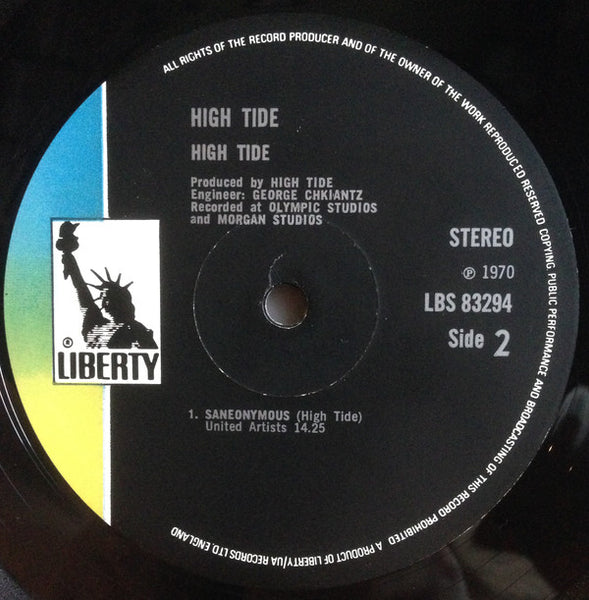 ALL RIGHTS OF THE RECORD PRODUCER AND OF THE OWNER OF THE WORK REPRODUCED RESERVED COPYING PUBLIC PERFORMANCE AND BROADCASTING OF THIS RECORD PROHIBITED A PRODUCT OF LIBERTY/UA RECORDS LTD. ENGLAND
HIGH TIDE
HIGH TIDE
Produced by HIGH TIDE
Engineer: GEORGE CHKIANTZ
Recorded at OLYMPIC STUDIOS
and MORGAN STUDIOS
STEREO
℗ 1970
LBS 83294
Side 2
®
LIBERTY
1. SANEONYMOUS (High Tide)
United Artists 14.25